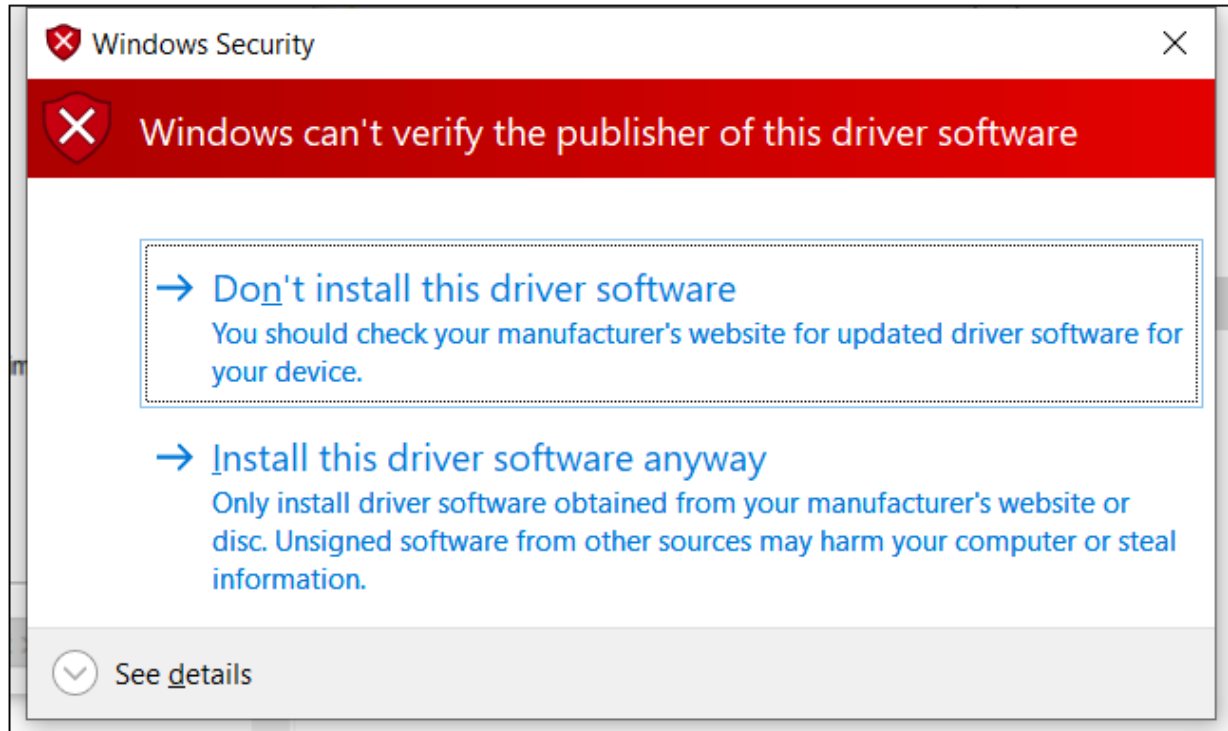 Windows Security
Windows can't verify the publisher of this driver software
Don't install this driver software
You should check your manufacturer's website for updated driver software for
your device.
Install this driver software anyway
Only install driver software obtained from your manufacturer's website or
disc. Unsigned software from other sources may harm your computer or steal
information.
See details